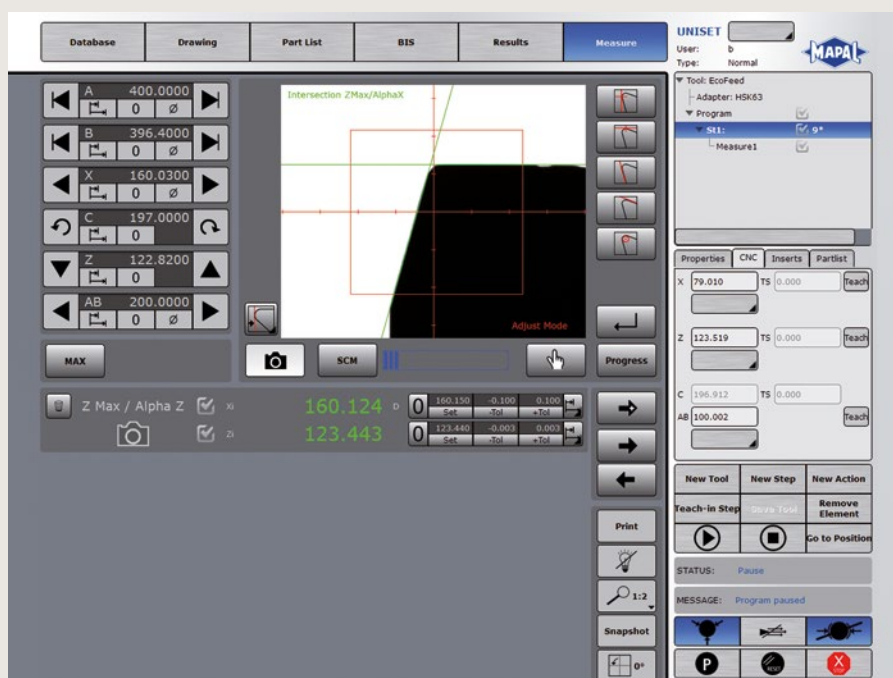 Database Drawing Part List BIS Results Measure
UNISET
MAPAL
User: b
Type: Normal
A 400.0000
0 Ø
B 396.4000
0 Ø
X 160.0300
0 Ø
C 197.0000
0
Z 122.8200
0
AB 200.0000
0 Ø
Intersection ZMax/AlphaX
Adjust Mode
MAX
SCM
Progress
Z Max / Alpha Z Xi 160.124 D 0 160.150 -0.100 0.100
Set -Tol +Tol
Zi 123.443 0 123.440 -0.003 0.003
Set -Tol +Tol
Print
1:2
Snapshot
0°
Tool: EcoFeed
Adapter: HSK63
Program
St1: 9°
Measure1
Properties CNC Inserts Partlist
X 79.010 TS 0.000 Teach
Z 123.519 TS 0.000 Teach
C 196.912 TS 0.000
AB 100.002 Teach
New Tool New Step New Action
Teach-in Step Save Tool Remove Element
Go to Position
STATUS: Pause
MESSAGE: Program paused
P RESET X STOP